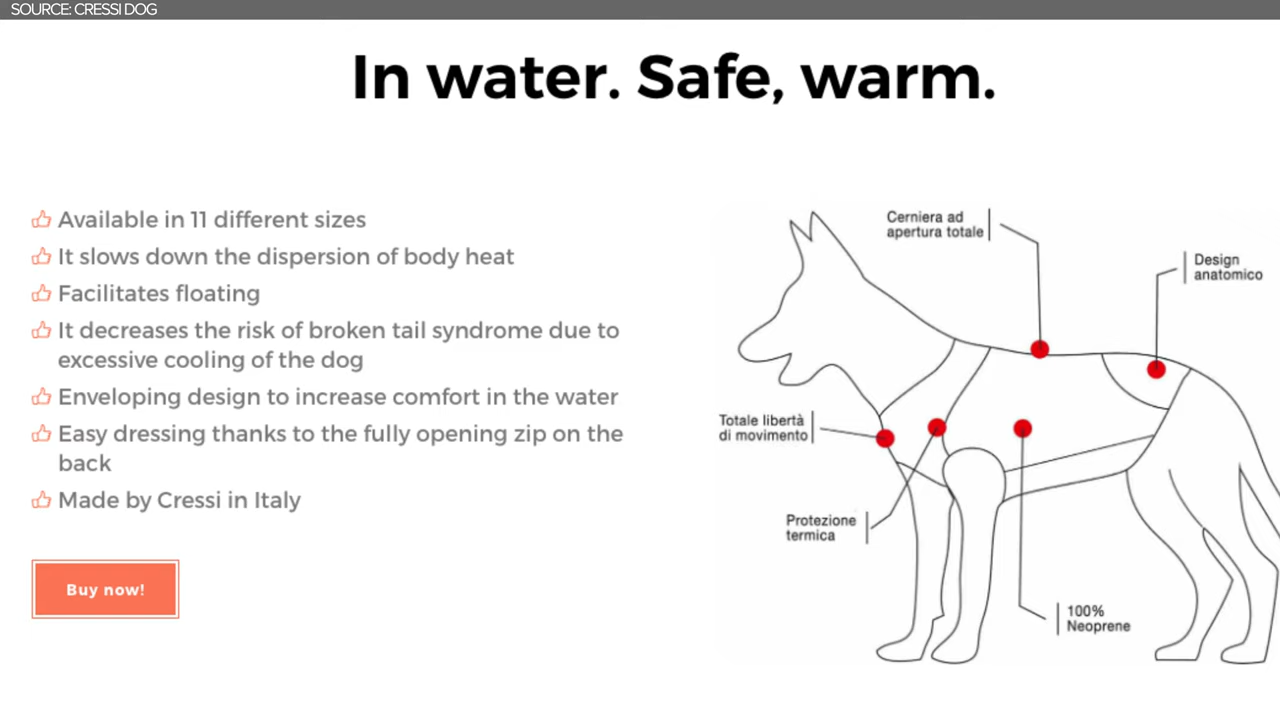 SOURCE: CRESSI DOG
In water. Safe, warm.
Available in 11 different sizes
It slows down the dispersion of body heat
Facilitates floating
It decreases the risk of broken tail syndrome due to
excessive cooling of the dog
Enveloping design to increase comfort in the water
Easy dressing thanks to the fully opening zip on the
back
Made by Cressi in Italy
Buy now!
Cerniera ad
apertura totale
Design
anatomico
Totale libertà
di movimento
Protezione
termica
100%
Neoprene